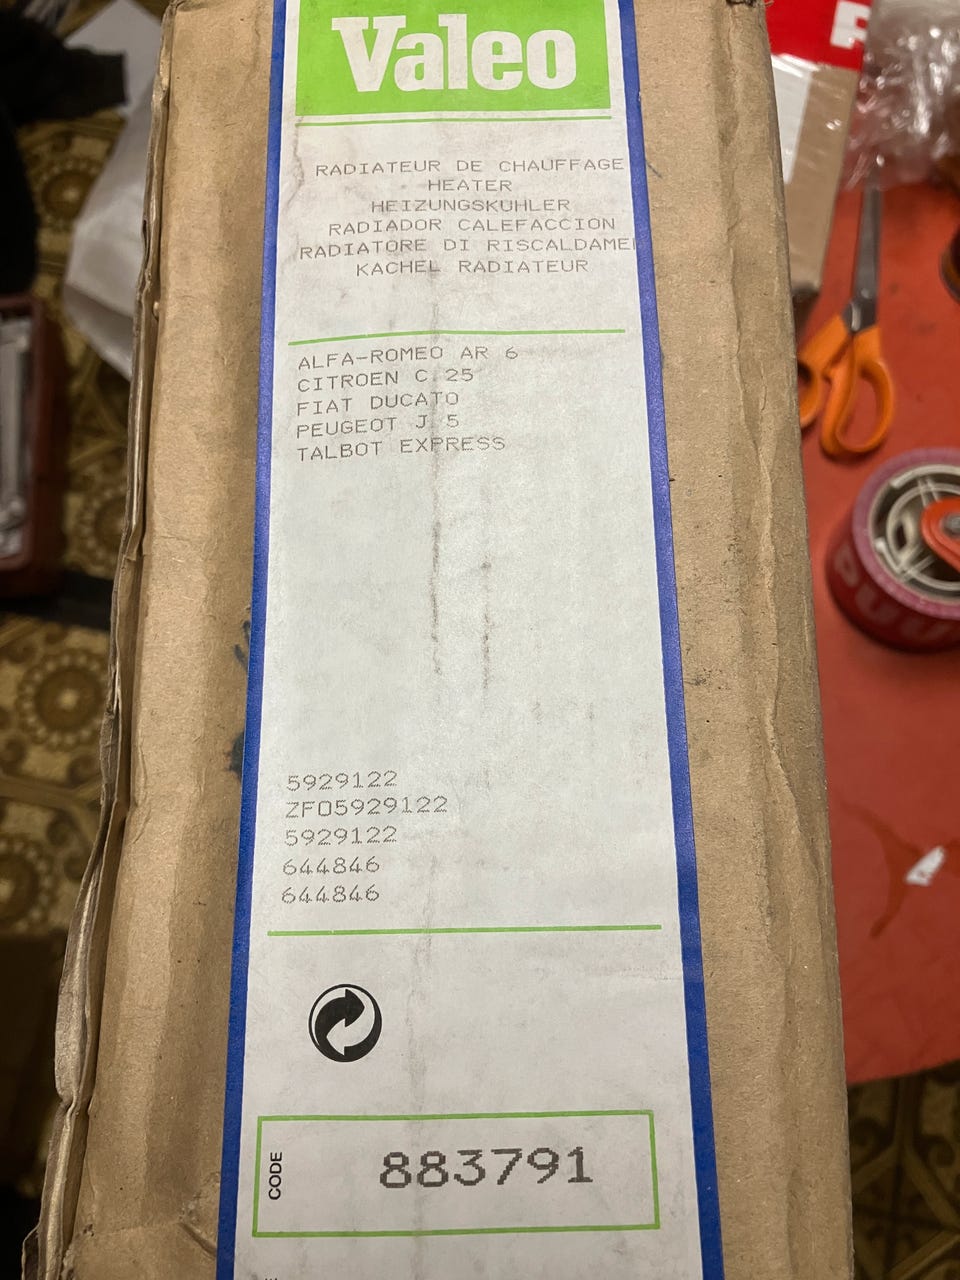 Valeo
RADIATEUR DE CHAUFFAGE
HEATER
HEIZUNGSKUHLER
RADIADOR CALEFACCION
RADIATORE DI RISCALDAME
KACHEL RADIATEUR
ALFA-ROMEO AR 6
CITROEN C 25
FIAT DUCATO
PEUGEOT J 5
TALBOT EXPRESS
5929122
ZF05929122
5929122
644846
644846
CODE
883791